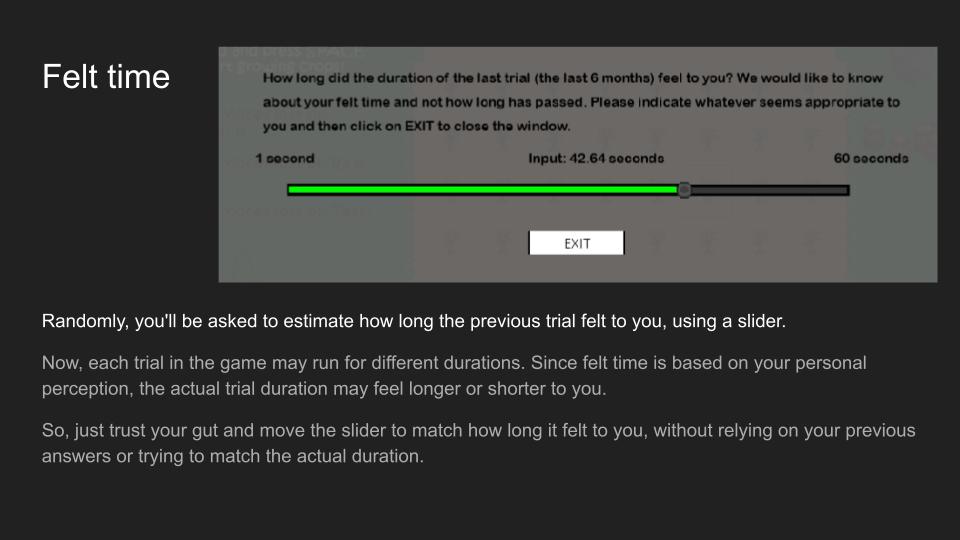 Felt time
and press SPACE
t growing crops!
How long did the duration of the last trial (the last 6 months) feel to you? We would like to know
about your felt time and not how long has passed. Please indicate whatever seems appropriate to
you and then click on EXIT to close the window.
1 second Input: 42.64 seconds 60 seconds
EXIT
Randomly, you'll be asked to estimate how long the previous trial felt to you, using a slider.
Now, each trial in the game may run for different durations. Since felt time is based on your personal
perception, the actual trial duration may feel longer or shorter to you.
So, just trust your gut and move the slider to match how long it felt to you, without relying on your previous
answers or trying to match the actual duration.